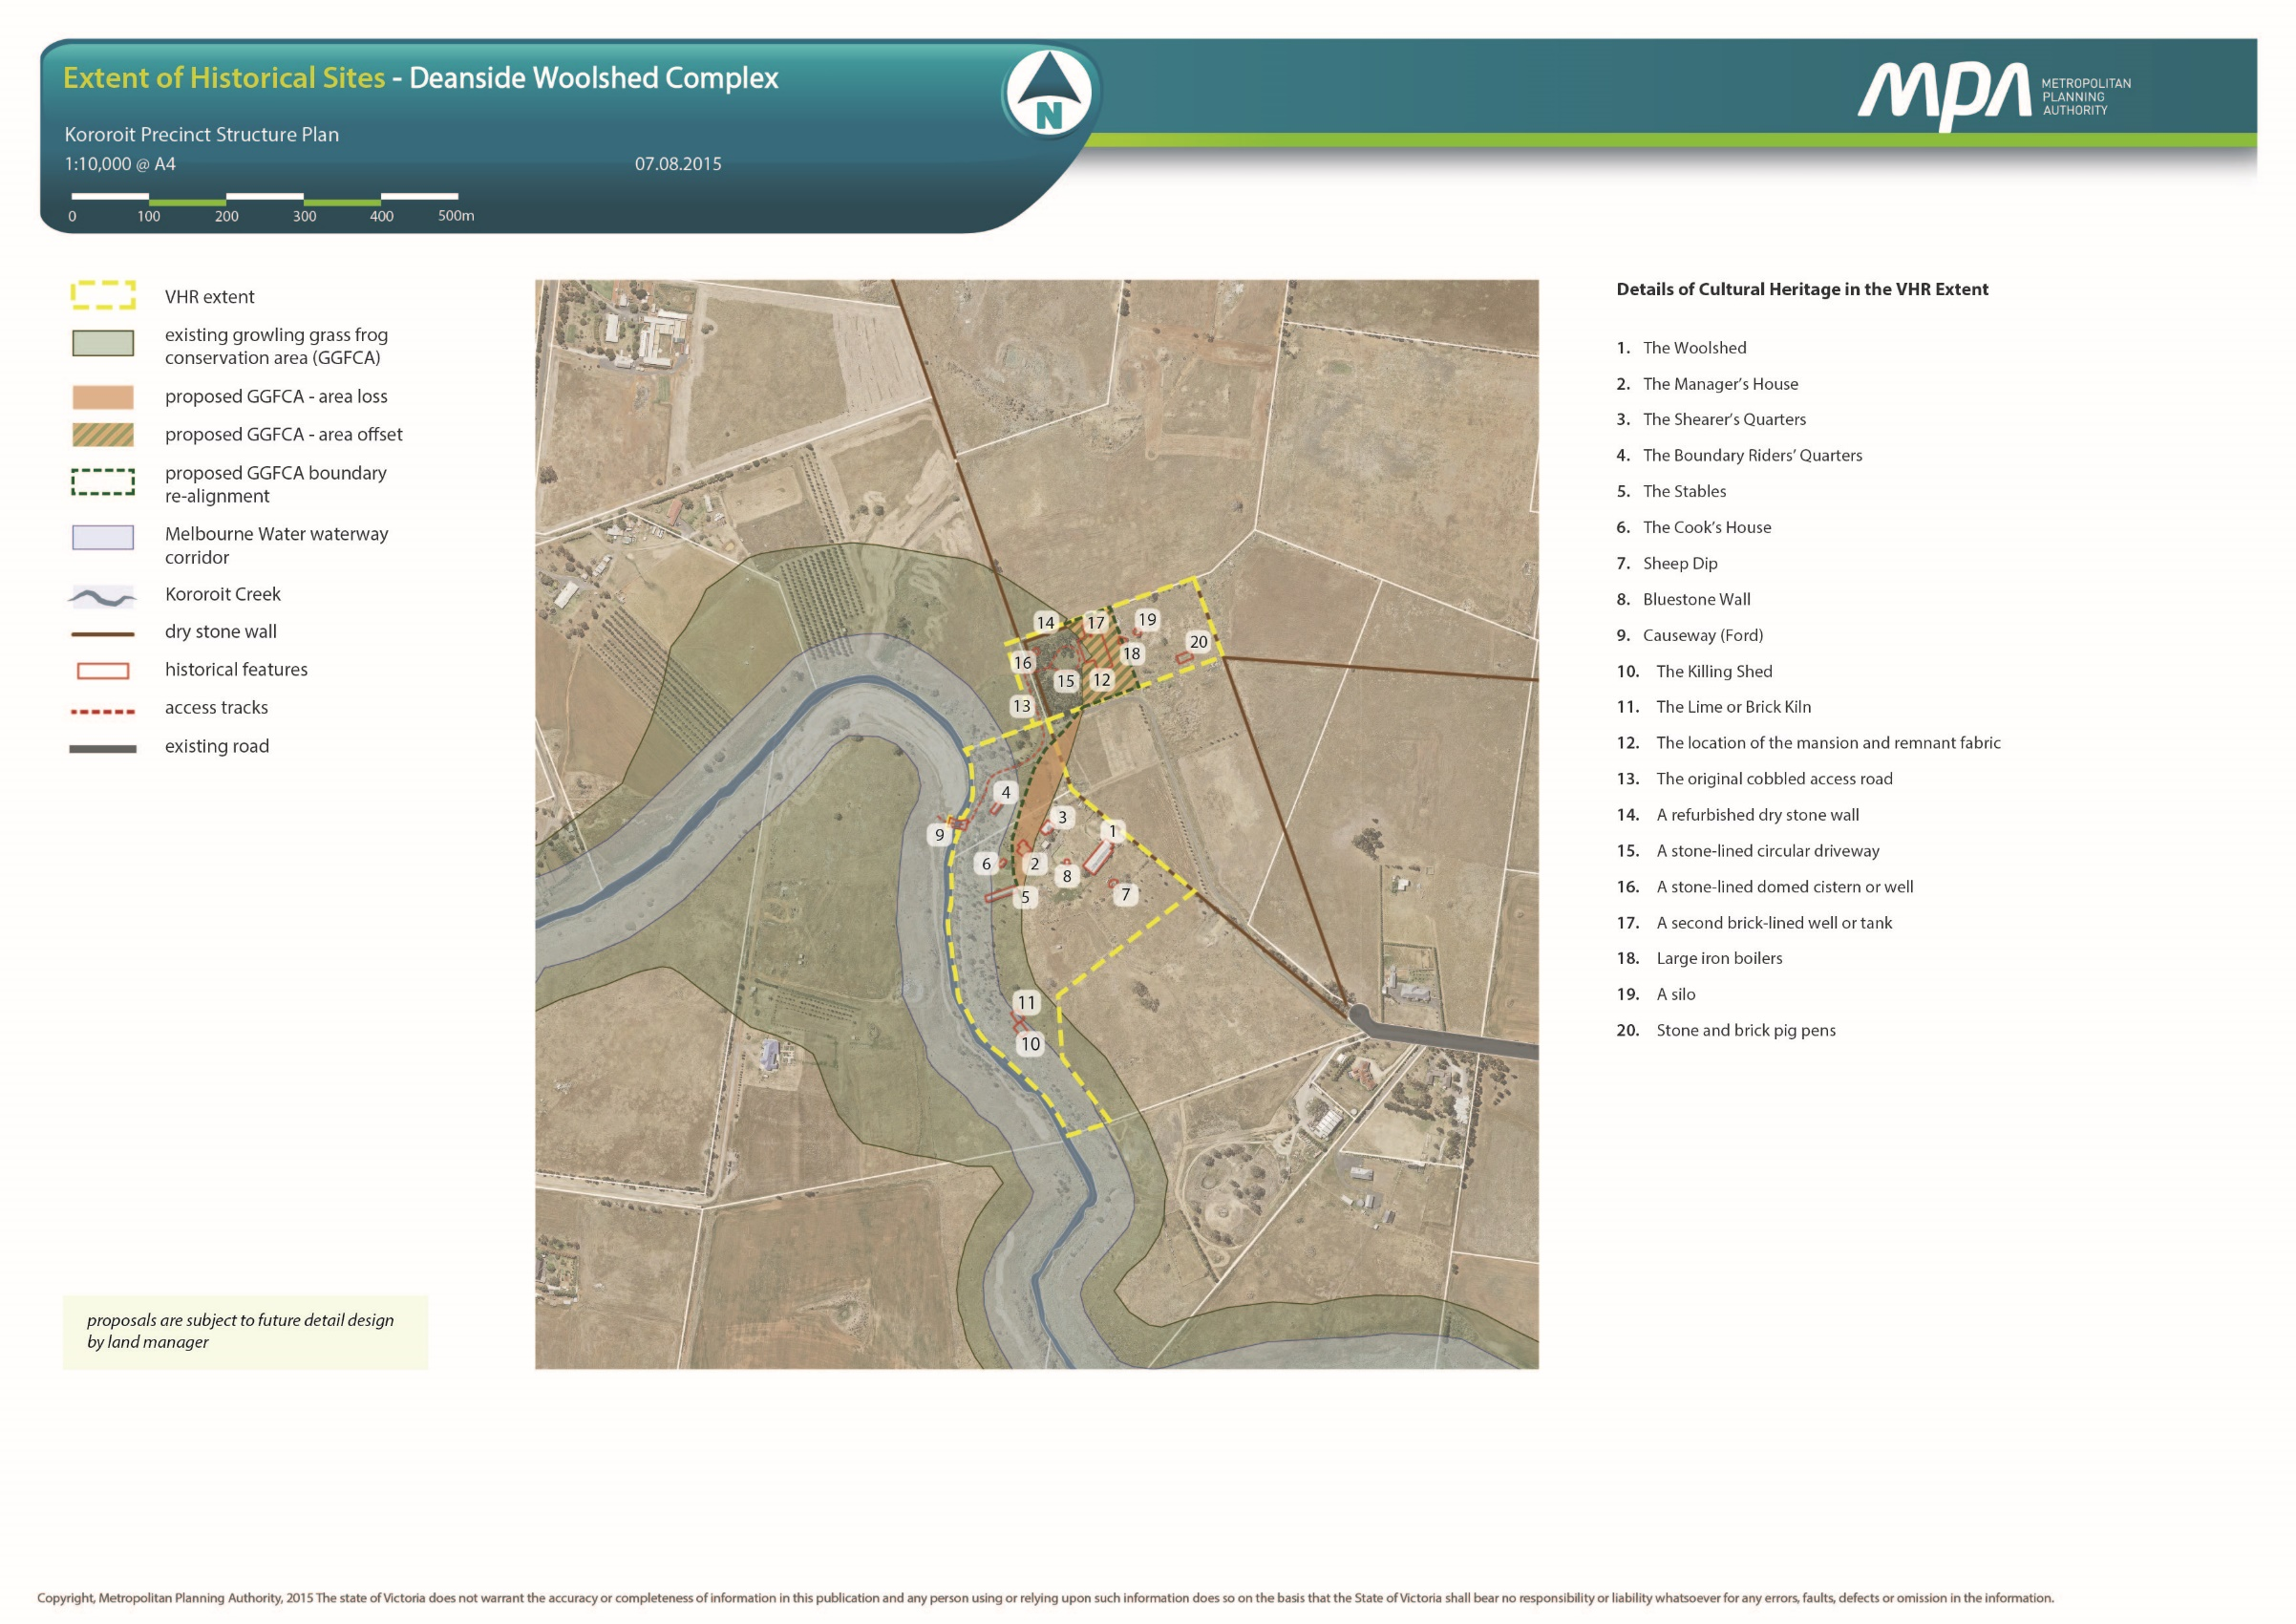 Extent of Historical Sites - Deanside Woolshed Complex
Kororoit Precinct Structure Plan
1:10,000 @ A4
07.08.2015
0 100 200 300 400 500m
N
MPA
METROPOLITAN
PLANNING
AUTHORITY
VHR extent
existing growling grass frog
conservation area (GGFCA)
proposed GGFCA - area loss
proposed GGFCA - area offset
proposed GGFCA boundary
re-alignment
Melbourne Water waterway
corridor
Kororoit Creek
dry stone wall
historical features
access tracks
existing road
proposals are subject to future detail design
by land manager
14
17
19
20
16
18
15
12
13
4
3
1
9
6
2
8
5
7
11
10
Details of Cultural Heritage in the VHR Extent
1. The Woolshed
2. The Manager's House
3. The Shearer's Quarters
4. The Boundary Riders' Quarters
5. The Stables
6. The Cook's House
7. Sheep Dip
8. Bluestone Wall
9. Causeway (Ford)
10. The Killing Shed
11. The Lime or Brick Kiln
12. The location of the mansion and remnant fabric
13. The original cobbled access road
14. A refurbished dry stone wall
15. A stone-lined circular driveway
16. A stone-lined domed cistern or well
17. A second brick-lined well or tank
18. Large iron boilers
19. A silo
20. Stone and brick pig pens
Copyright, Metropolitan Planning Authority, 2015 The state of Victoria does not warrant the accuracy or completeness of information in this publication and any person using or relying upon such information does so on the basis that the State of Victoria shall bear no responsibility or liability whatsoever for any errors, faults, defects or omission in the information.